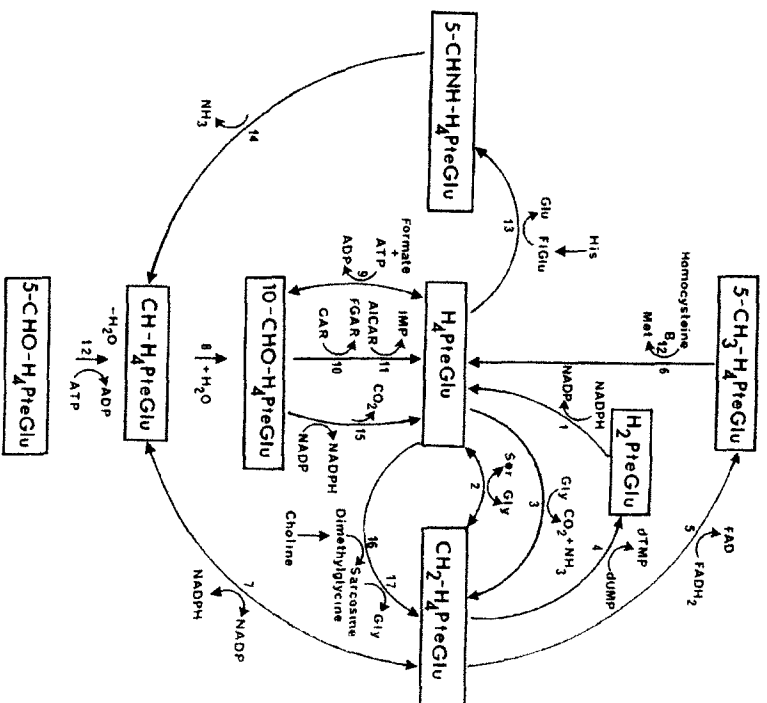 5-CH3-H4PteGlu
Homocysteine
B12
Met
6
NADPH
NADP
1
H2PteGlu
dTMP
dUMP
4
5
FAD
FADH2
His
FIGlu
Glu
13
5-CHNH-H4PteGlu
H4PteGlu
Ser
Gly
2
Gly
CO2+NH3
3
CH2-H4PteGlu
Formate
+
ATP
ADP
9
IMP
AICAR
11
FGAR
GAR
10
CO2
15
NADP
NADPH
16
17
Choline
Dimethylglycine
Sarcosine
Gly
10-CHO-H4PteGlu
8
+H2O
NH3
14
CH-H4PteGlu
7
NADPH
NADP
-H2O
12
ADP
ATP
5-CHO-H4PteGlu